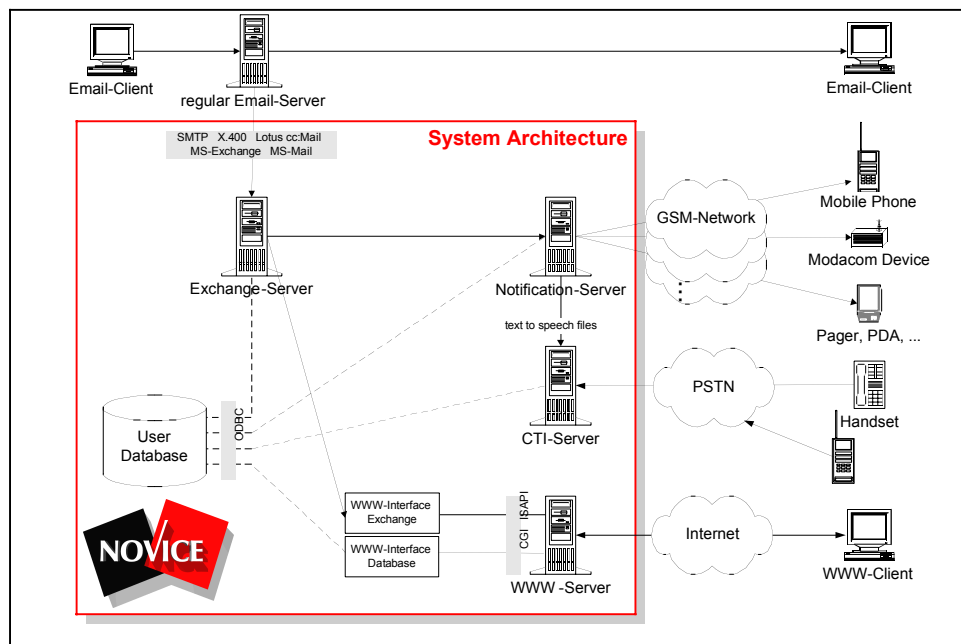 Email-Client
regular Email-Server
Email-Client
SMTP X.400 Lotus cc:Mail
MS-Exchange MS-Mail
System Architecture
Exchange-Server
Notification-Server
GSM-Network
Mobile Phone
Modacom Device
Pager, PDA, ...
text to speech files
User
Database
ODBC
CTI-Server
PSTN
Handset
WWW-Interface
Exchange
WWW-Interface
Database
CGI ISAPI
WWW -Server
Internet
WWW-Client
NOVICE